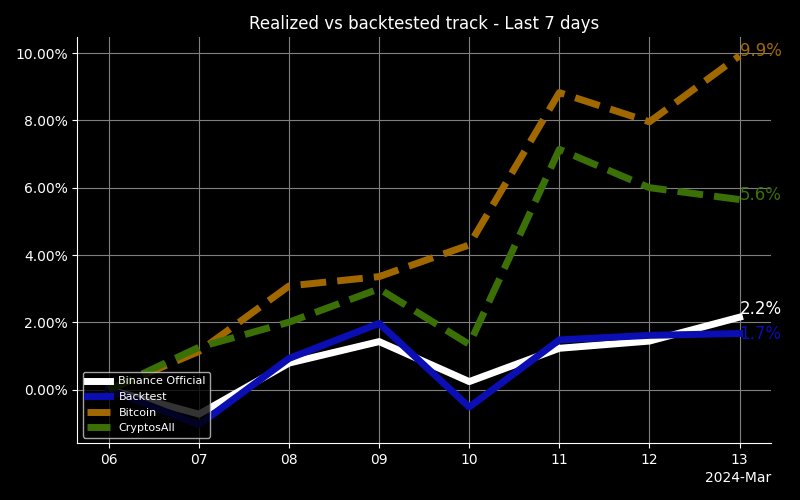 Realized vs backtested track - Last 7 days
10.00%
8.00%
6.00%
4.00%
2.00%
0.00%
9.9%
5.6%
2.2%
1.7%
Binance Official
Backtest
Bitcoin
CryptosAll
06 07 08 09 10 11 12 13
2024-Mar